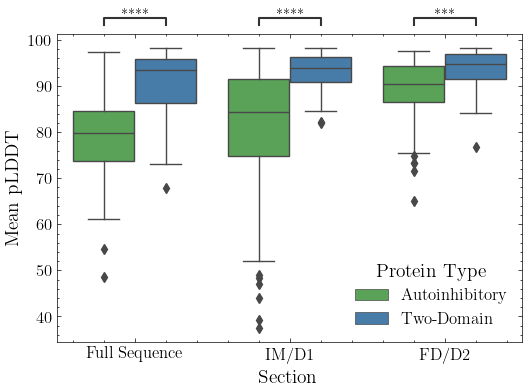 **** **** ***
100
90
80
70
60
50
40
Mean pLDDT
Protein Type
Autoinhibitory
Two-Domain
Full Sequence IM/D1 FD/D2
Section